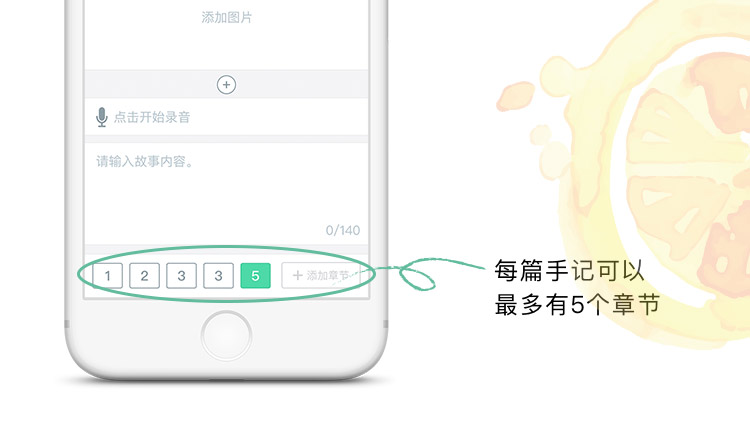 添加图片
点击开始录音
请输入故事内容。
0/140
1 2 3 3 5 + 添加章节
每篇手记可以
最多有5个章节